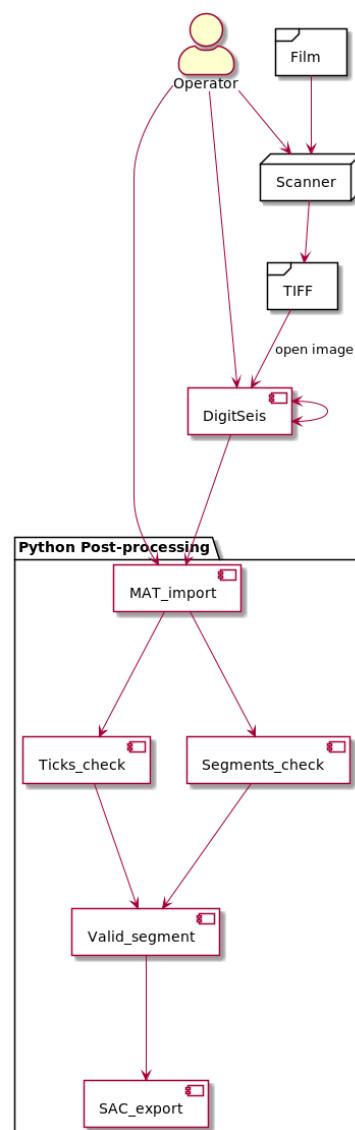 Film
Operator
Scanner
TIFF
open image
DigitSeis
Python Post-processing
MAT_import
Ticks_check
Segments_check
Valid_segment
SAC_export